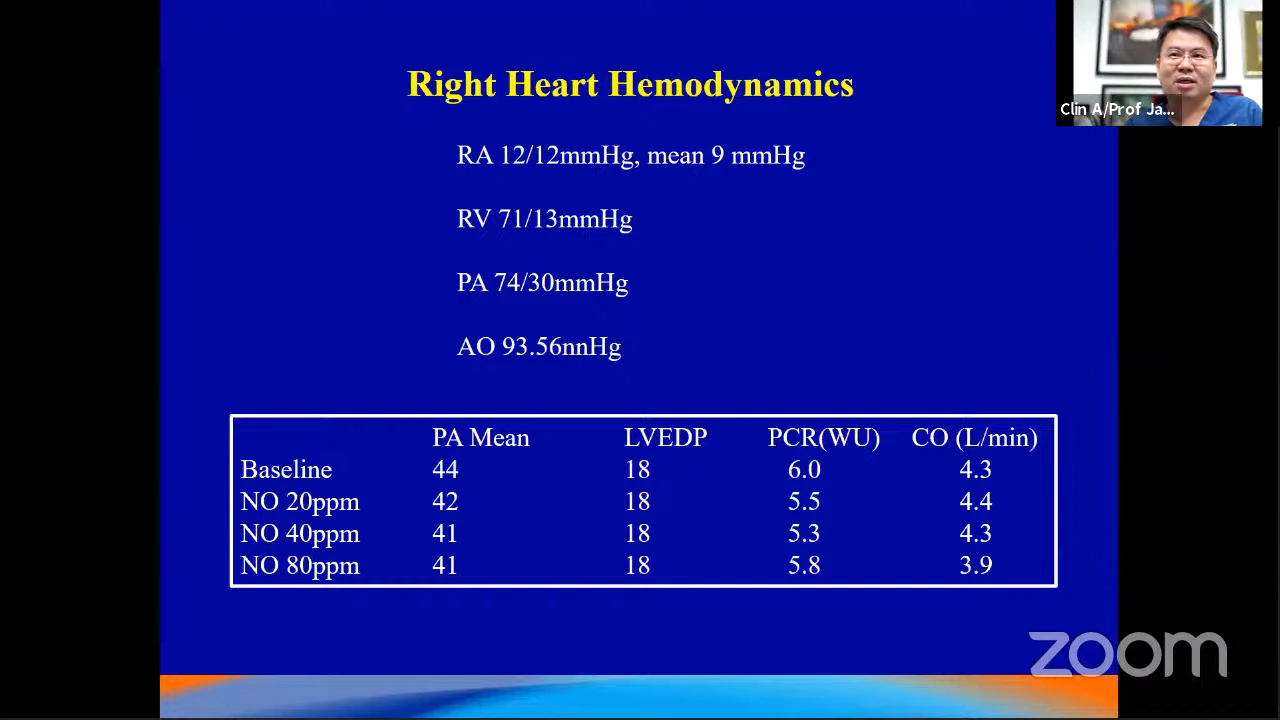 Right Heart Hemodynamics
Clin A/Prof Ja...
RA 12/12mmHg, mean 9 mmHg
RV 71/13mmHg
PA 74/30mmHg
AO 93.56nnHg
PA Mean LVEDP PCR(WU) CO (L/min)
Baseline 44 18 6.0 4.3
NO 20ppm 42 18 5.5 4.4
NO 40ppm 41 18 5.3 4.3
NO 80ppm 41 18 5.8 3.9
zoom